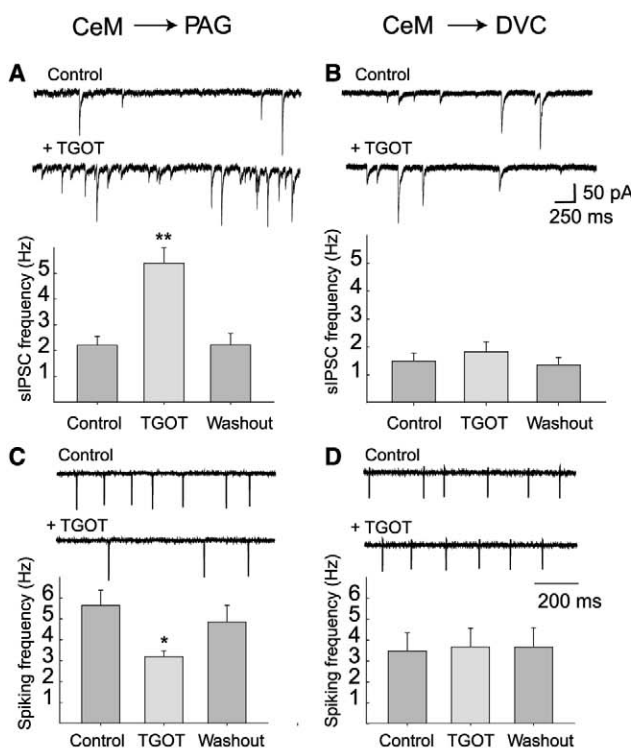 CeM → PAG
CeM → DVC
A
Control
+ TGOT
B
Control
+ TGOT
50 pA
250 ms
sIPSC frequency (Hz)
5
4
3
2
1
**
Control TGOT Washout
sIPSC frequency (Hz)
5
4
3
2
1
Control TGOT Washout
C
Control
+ TGOT
Spiking frequency (Hz)
6
5
4
3
2
1
*
Control TGOT Washout
D
Control
+ TGOT
200 ms
Spiking frequency (Hz)
6
5
4
3
2
1
Control TGOT Washout